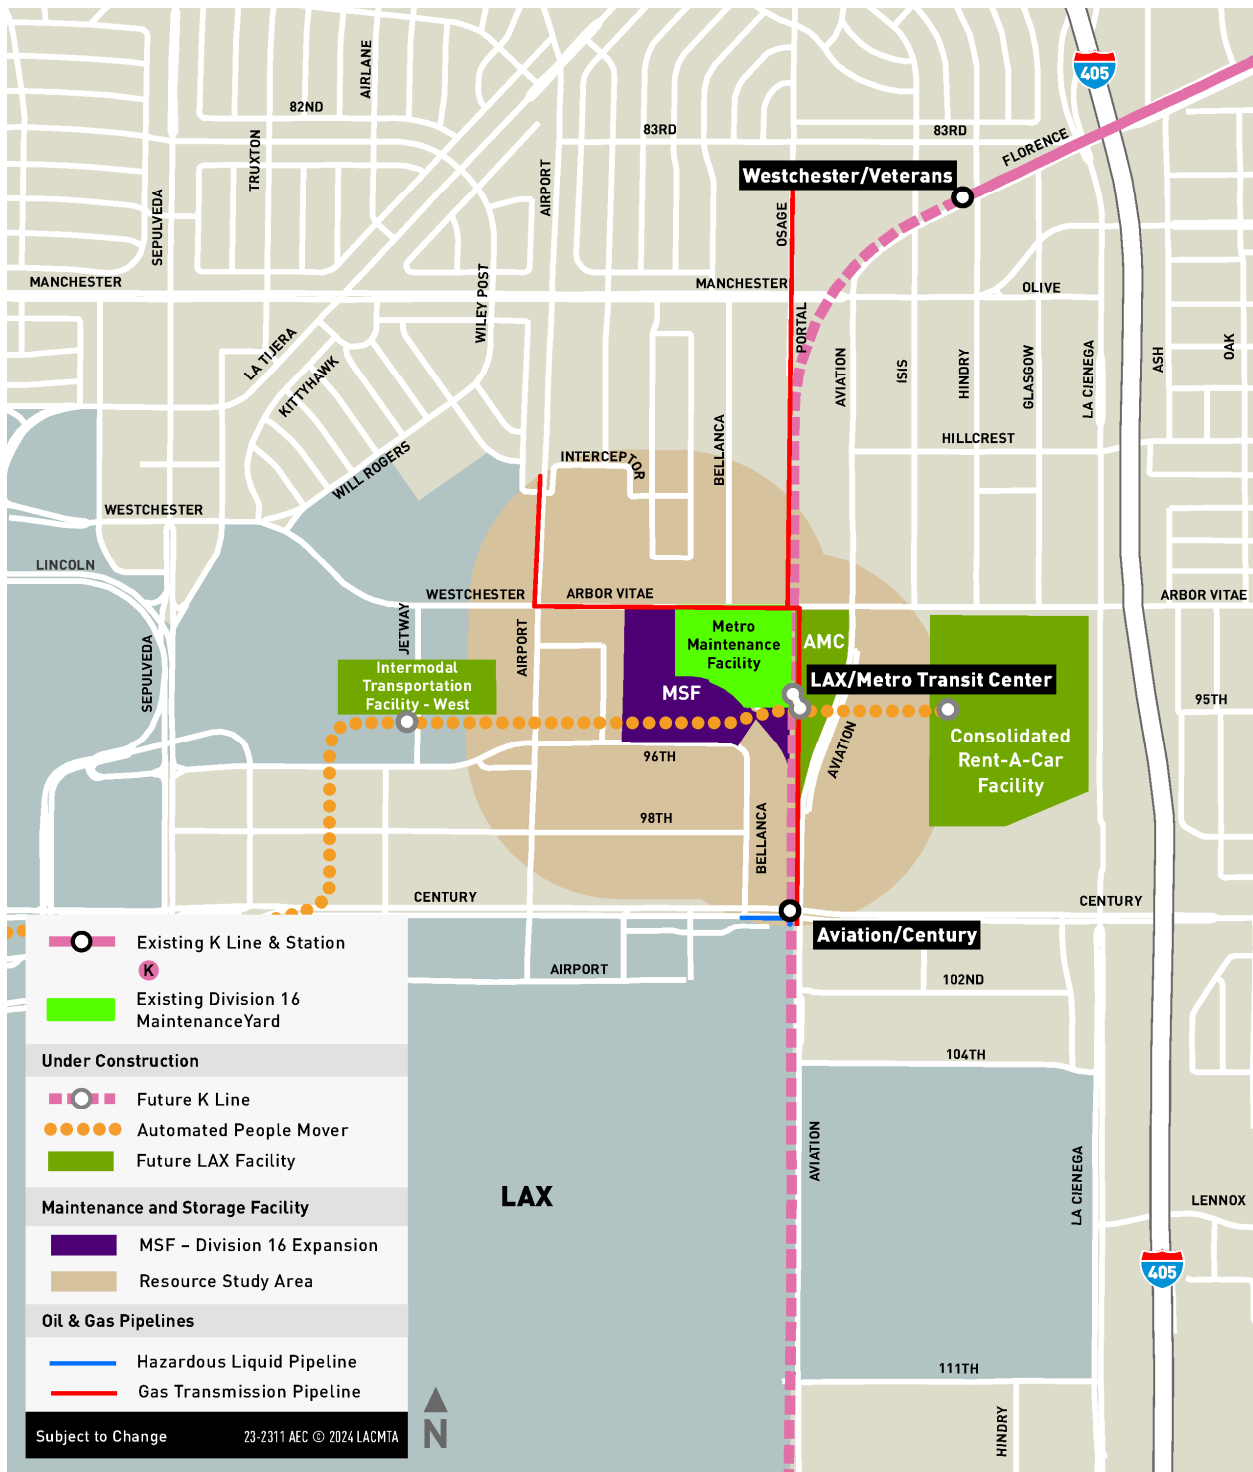 AIRLANE
405
82ND
83RD
83RD
TRUXTON
FLORENCE
AIRPORT
Westchester/Veterans
SEPULVEDA
OSAGE
MANCHESTER
MANCHESTER
OLIVE
WILEY POST
PORTAL
LA TIJERA
KITTYHAWK
AVIATION
ISIS
HINDRY
GLASGOW
LA CIENEGA
ASH
OAK
BELLANCA
HILLCREST
INTERCEPTOR
WILL ROGERS
WESTCHESTER
LINCOLN
WESTCHESTER
ARBOR VITAE
ARBOR VITAE
JETWAY
AIRPORT
SEPULVEDA
Metro
Maintenance
Facility
AMC
Intermodal
Transportation
Facility - West
MSF
LAX/Metro Transit Center
95TH
AVIATION
Consolidated
Rent-A-Car
Facility
96TH
98TH
BELLANCA
CENTURY
CENTURY
Aviation/Century
AIRPORT
102ND
104TH
AVIATION
LA CIENEGA
LAX
LENNOX
405
111TH
HINDRY
Existing K Line & Station
K
Existing Division 16
MaintenanceYard
Under Construction
Future K Line
Automated People Mover
Future LAX Facility
Maintenance and Storage Facility
MSF – Division 16 Expansion
Resource Study Area
Oil & Gas Pipelines
Hazardous Liquid Pipeline
Gas Transmission Pipeline
Subject to Change
23-2311 AEC © 2024 LACMTA
N